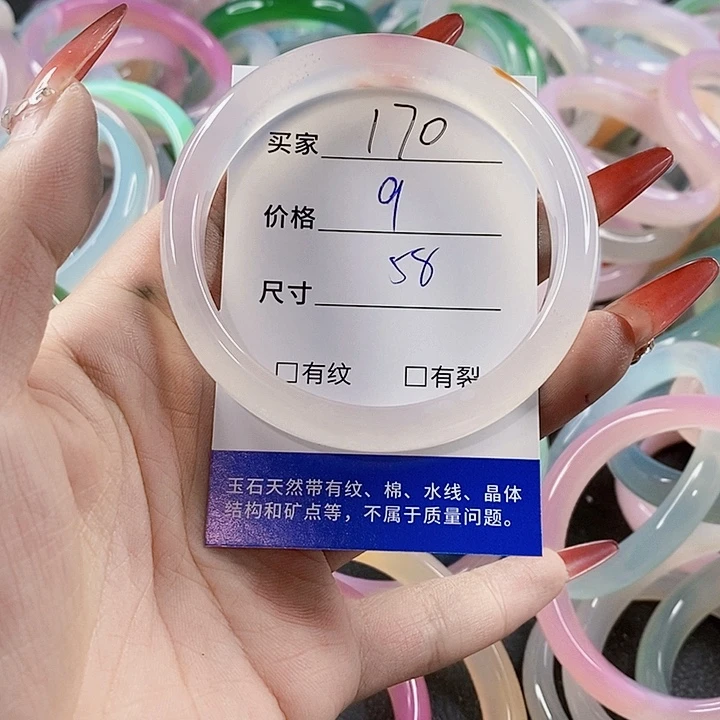 买家 170
价格 9
尺寸 58
□有纹 □有裂
玉石天然带有纹、棉、水线、晶体
结构和矿点等，不属于质量问题。